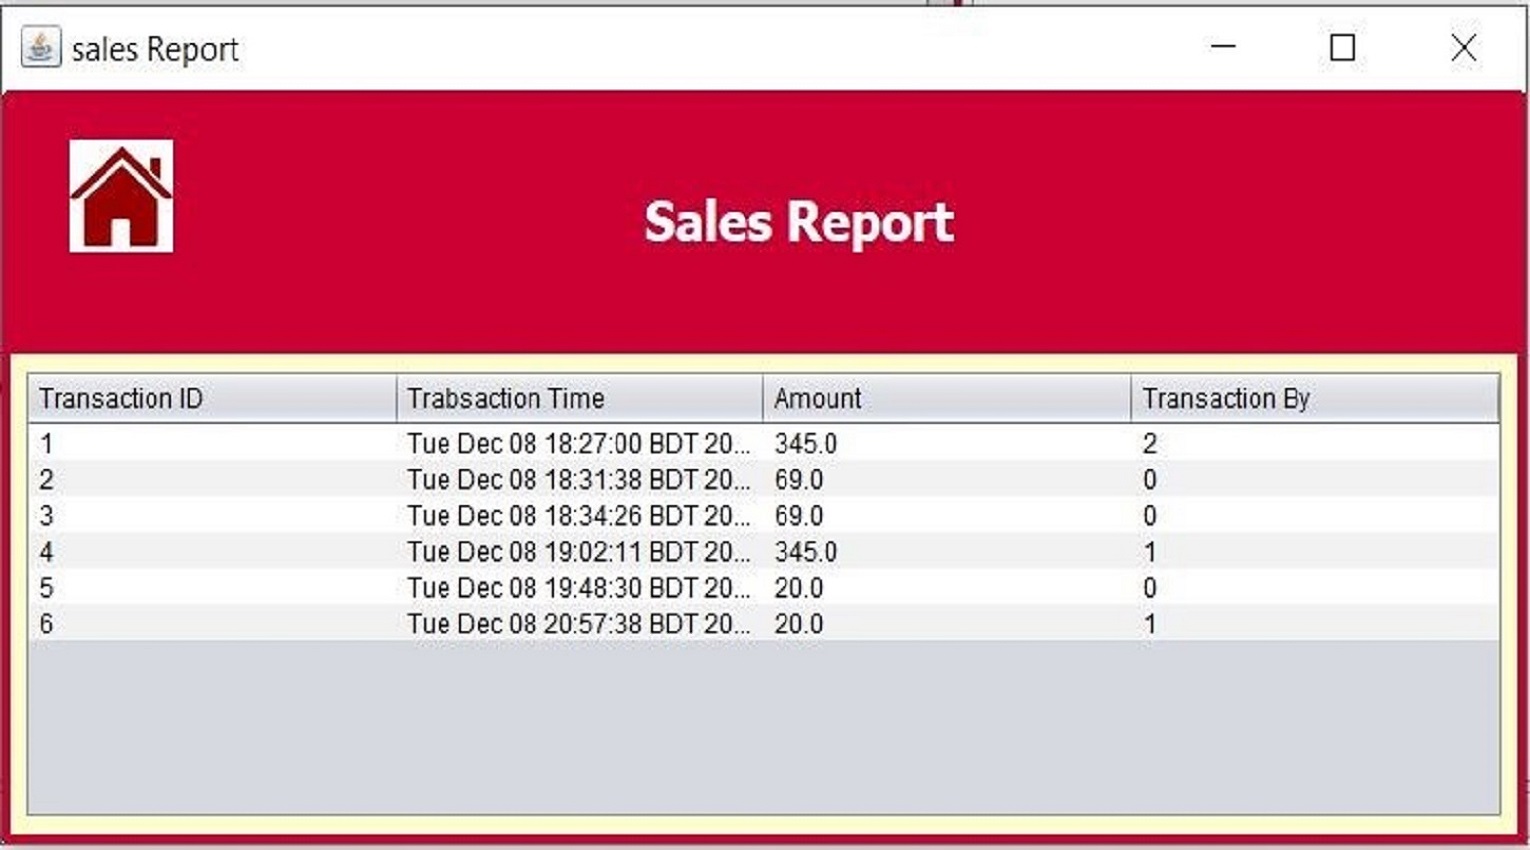 sales Report
Sales Report
Transaction ID Trabsaction Time Amount Transaction By
1 Tue Dec 08 18:27:00 BDT 20... 345.0 2
2 Tue Dec 08 18:31:38 BDT 20... 69.0 0
3 Tue Dec 08 18:34:26 BDT 20... 69.0 0
4 Tue Dec 08 19:02:11 BDT 20... 345.0 1
5 Tue Dec 08 19:48:30 BDT 20... 20.0 0
6 Tue Dec 08 20:57:38 BDT 20... 20.0 1